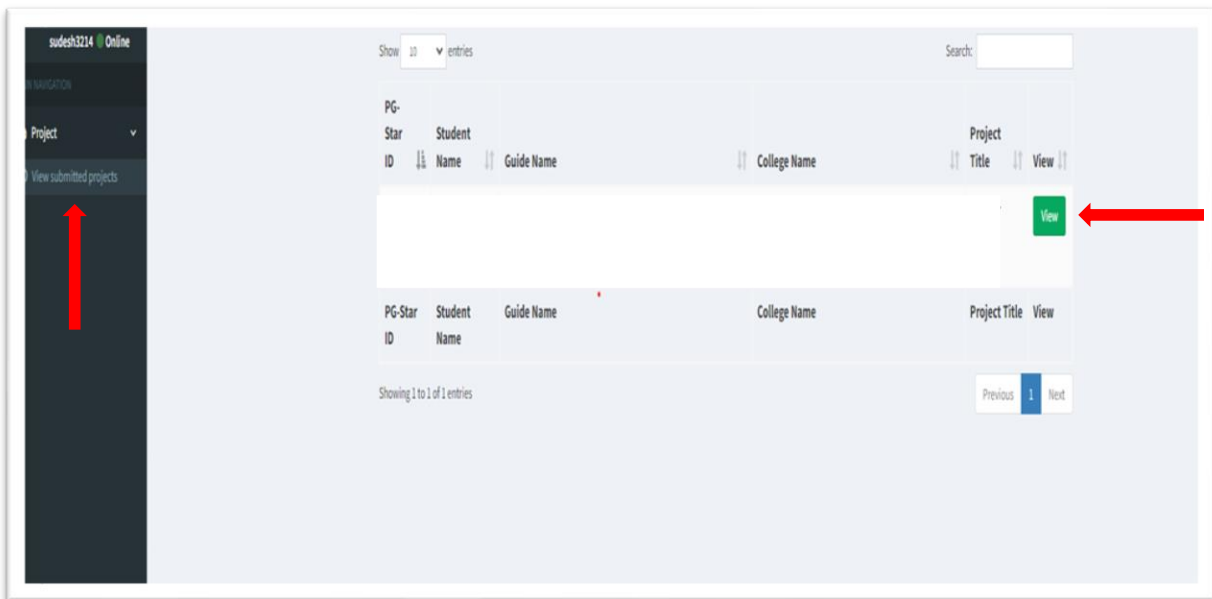 sudesh3214 Online
Show 10 entries
Search:
N NAVIGATION
Project
View submitted projects
PG-
Star
ID
Student
Name
Guide Name
College Name
Project
Title
View
View
PG-Star
ID
Student
Name
Guide Name
College Name
Project Title
View
Showing 1 to 1 of 1 entries
Previous 1 Next